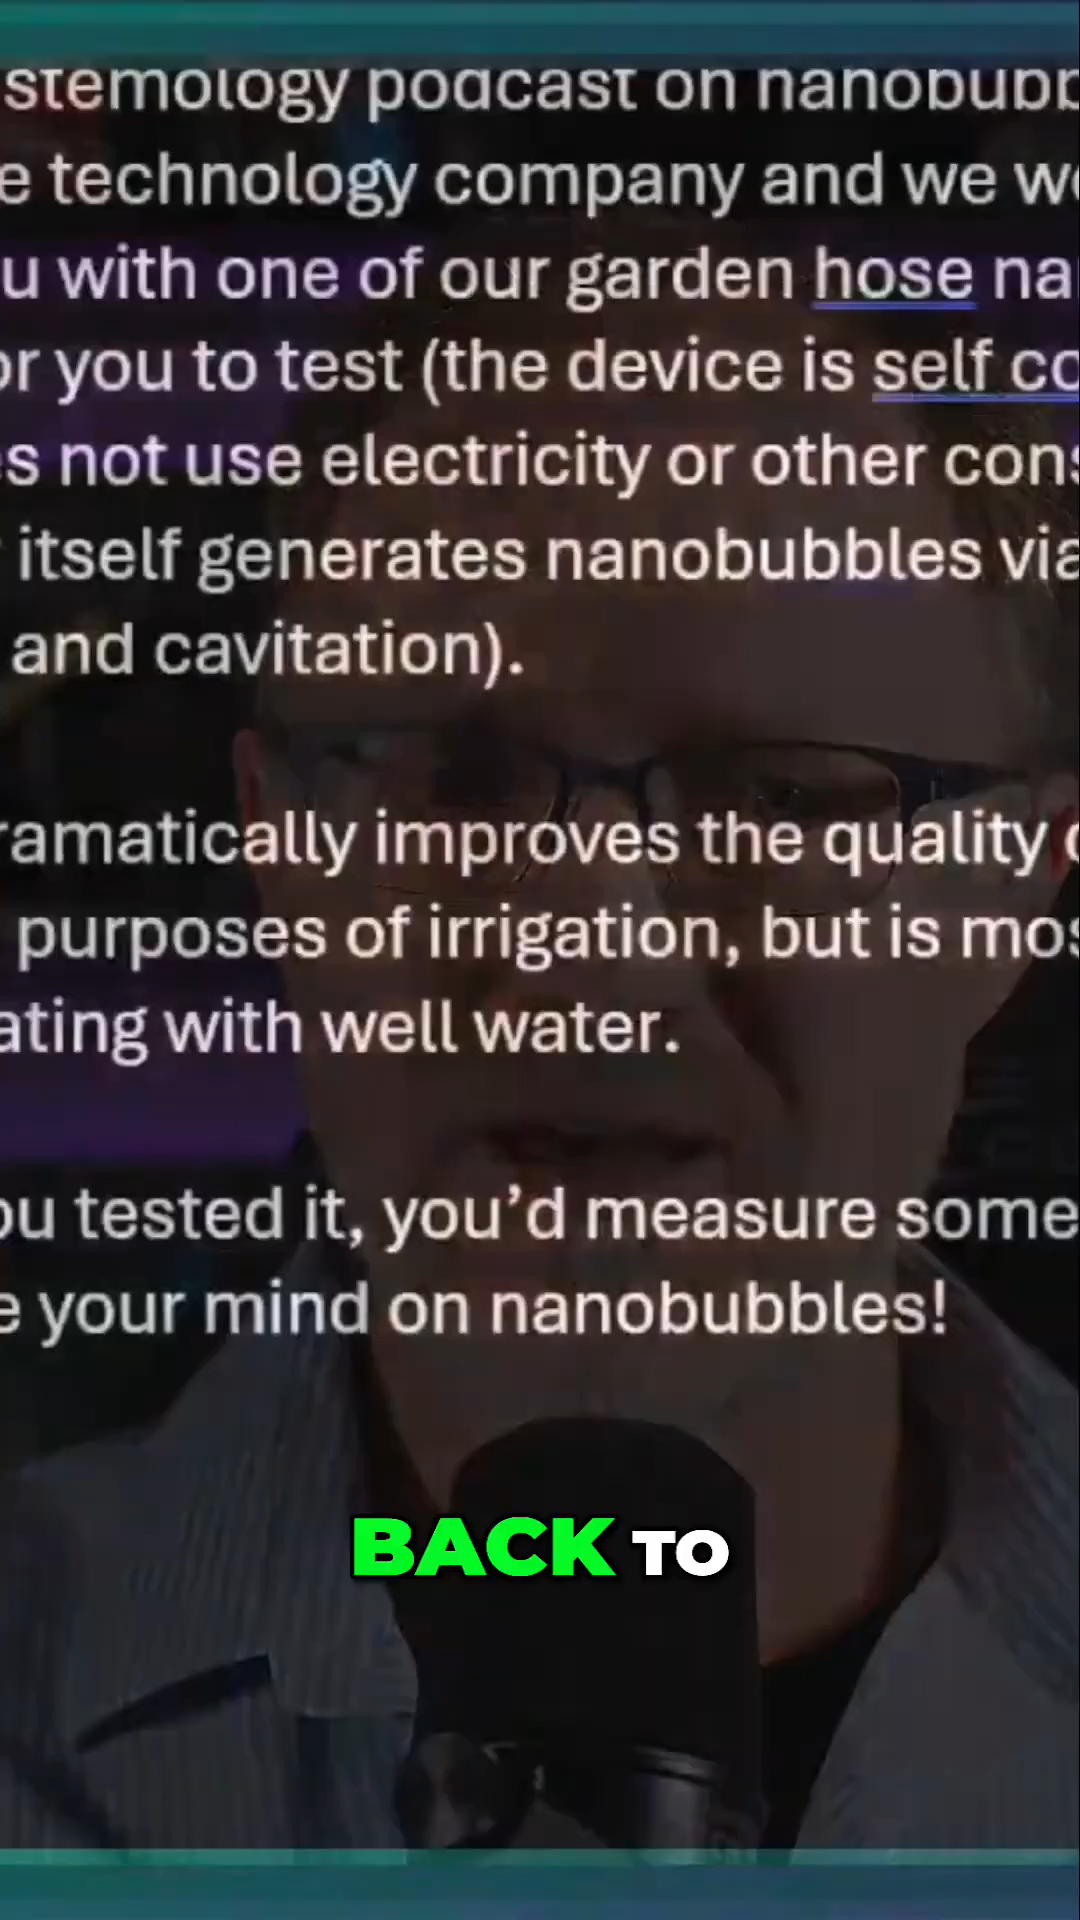 stemology podcast on nanobubb
e technology company and we w
u with one of our garden hose na
or you to test (the device is self co
es not use electricity or other cons
itself generates nanobubbles via
and cavitation).
ramatically improves the quality
purposes of irrigation, but is mos
ating with well water.
ou tested it, you’d measure some
e your mind on nanobubbles!
BACK TO